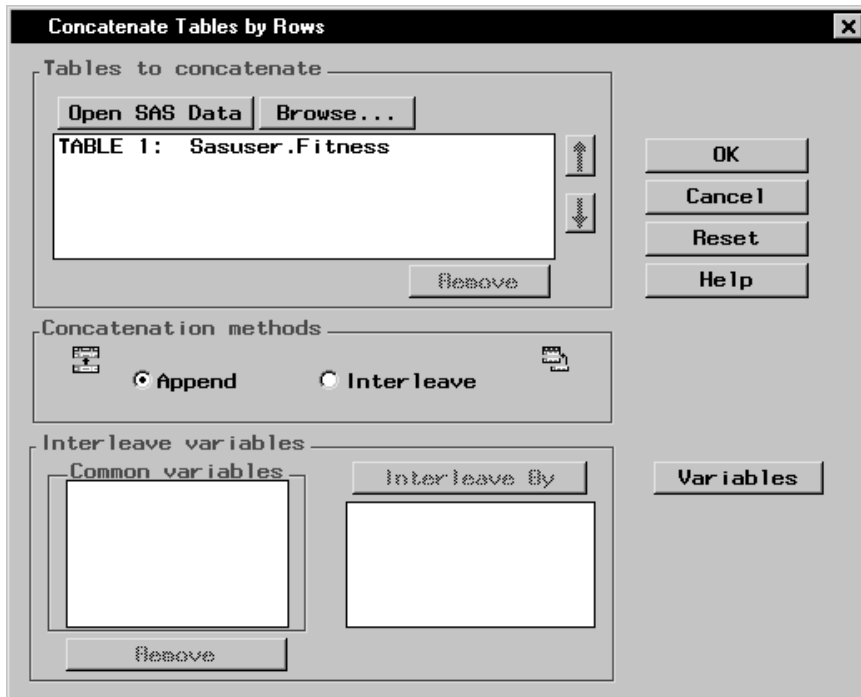 Concatenate Tables by Rows
Tables to concatenate
Open SAS Data
Browse...
TABLE 1: Sasuser.Fitness
Remove
OK
Cancel
Reset
Help
Concatenation methods
Append
Interleave
Interleave variables
Common variables
Interleave By
Variables
Remove